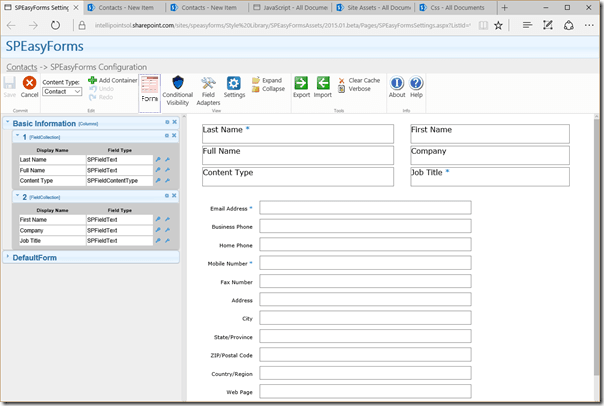 SPEasyForms Settin
Contacts - New Item
Contacts - New Item
JavaScript - All Docume
Site Assets - All Docum
Css - All Documents
intellipointsol.sharepoint.com/sites/speasyforms/Style%20Library/SPEasyFormsAssets/2015.01.beta/Pages/SPEasyFormsSettings.aspx?ListId=
SPEasyForms
Contacts -> SPEasyForms Configuration
Save
Cancel
Content Type:
Contact
Add Container
Undo
Redo
Form
Conditional Visibility
Field Adapters
Settings
Expand
Collapse
Export
Import
Clear Cache
Verbose
About
Help
Commit
Edit
View
Tools
Info
Basic Information [Columns]
1 [FieldCollection]
Display Name Field Type
Last Name SPFieldText
Full Name SPFieldText
Content Type SPFieldContentType
2 [FieldCollection]
Display Name Field Type
First Name SPFieldText
Company SPFieldText
Job Title SPFieldText
DefaultForm
Last Name * First Name
Full Name Company
Content Type Job Title *
Email Address *
Business Phone
Home Phone
Mobile Number *
Fax Number
Address
City
State/Province
ZIP/Postal Code
Country/Region
Web Page